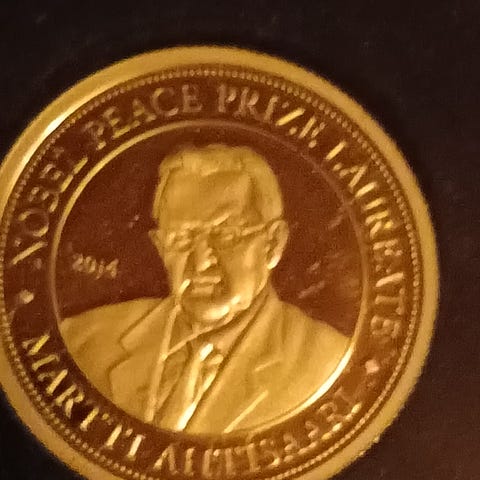 NOBEL PEACE PRIZE LAUREATE
2014
MARTTI AHTISAARI